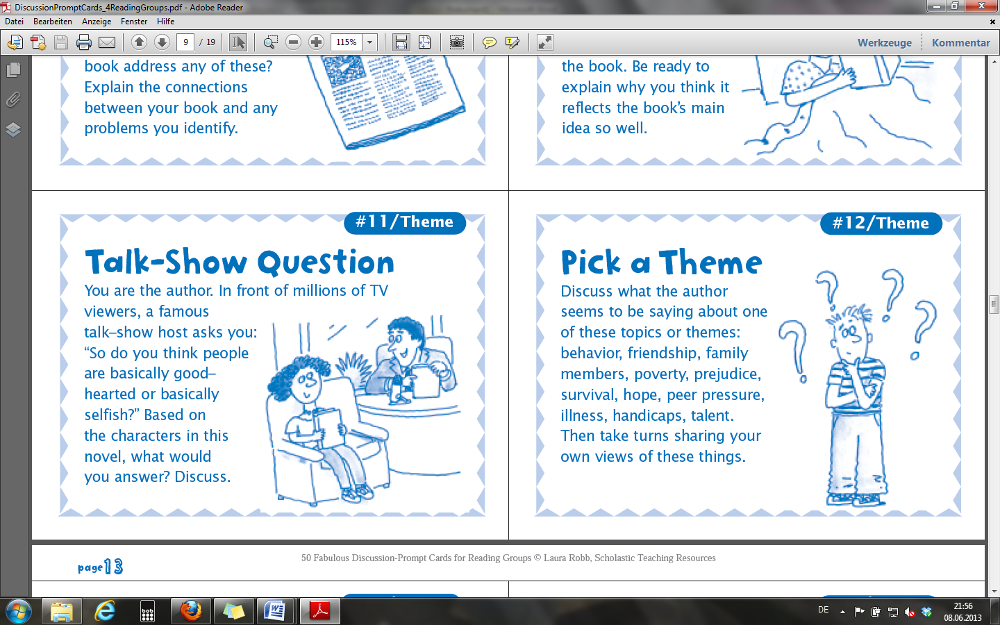 DiscussionPromptCards_4ReadingGroups.pdf - Adobe Reader
Datei Bearbeiten Anzeige Fenster Hilfe
9 / 19 115% Werkzeuge Kommentar
book address any of these?
Explain the connections
between your book and any
problems you identify.
the book. Be ready to
explain why you think it
reflects the book's main
idea so well.
#11/Theme
Talk-Show Question
You are the author. In front of millions of TV
viewers, a famous
talk–show host asks you:
“So do you think people
are basically good–
hearted or basically
selfish?” Based on
the characters in this
novel, what would
you answer? Discuss.
#12/Theme
Pick a Theme
Discuss what the author
seems to be saying about one
of these topics or themes:
behavior, friendship, family
members, poverty, prejudice,
survival, hope, peer pressure,
illness, handicaps, talent.
Then take turns sharing your
own views of these things.
50 Fabulous Discussion-Prompt Cards for Reading Groups © Laura Robb, Scholastic Teaching Resources
page 13
bob
DE
21:56
08.06.2013